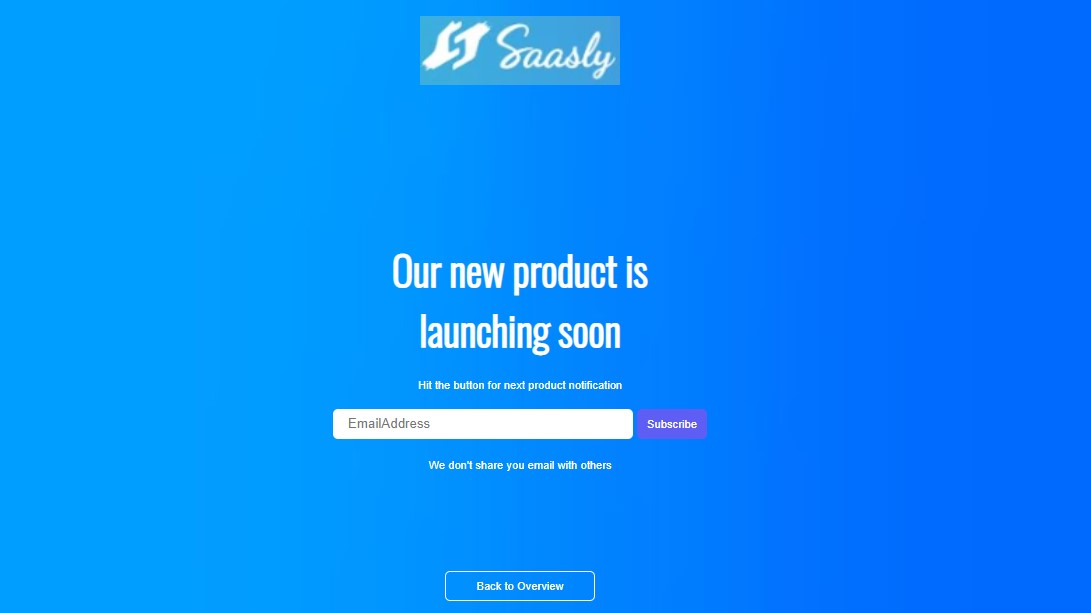 Saasly
Our new product is
launching soon
Hit the button for next product notification
EmailAddress
Subscribe
We don't share you email with others
Back to Overview